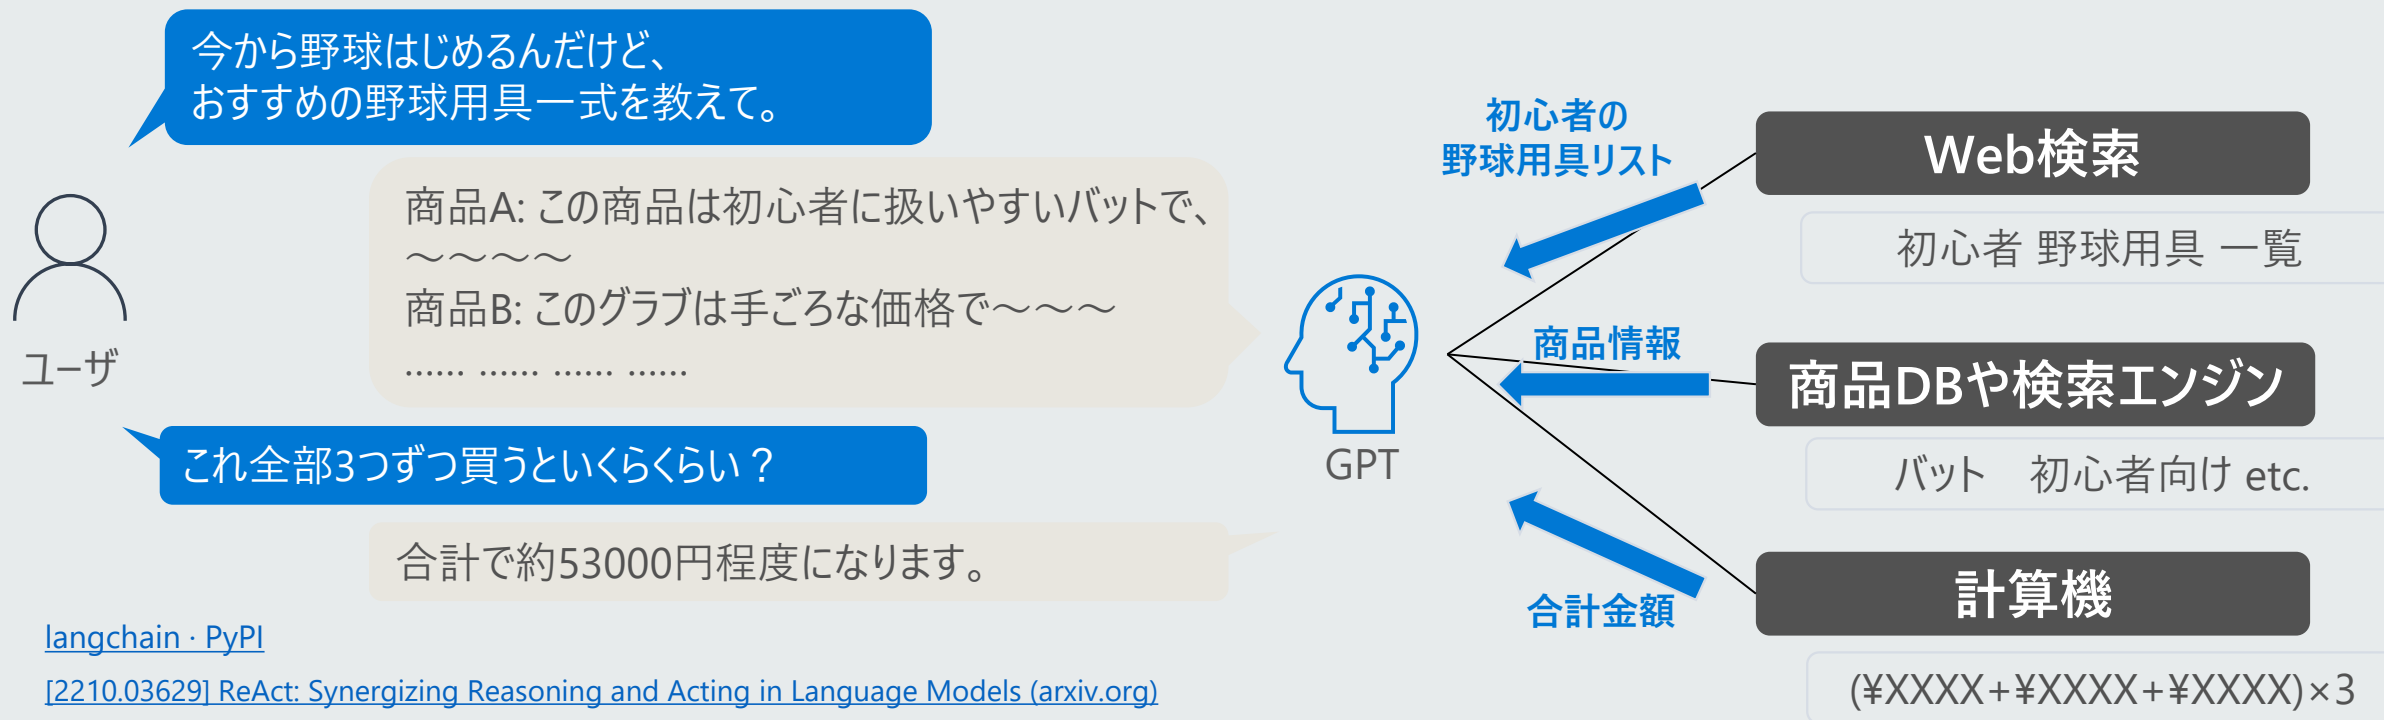 今から野球はじめるんだけど、
おすすめの野球用具一式を教えて。
商品A: この商品は初心者に扱いやすいバットで、
～～～～
商品B: このグラブは手ごろな価格で～～～
…… …… …… ……
ユーザ
これ全部3つずつ買うといくらくらい？
合計で約53000円程度になります。
GPT
初心者の
野球用具リスト
Web検索
初心者 野球用具 一覧
商品情報
商品DBや検索エンジン
バット　初心者向け etc.
合計金額
計算機
(¥XXXX+¥XXXX+¥XXXX)×3
langchain · PyPI
[2210.03629] ReAct: Synergizing Reasoning and Acting in Language Models (arxiv.org)